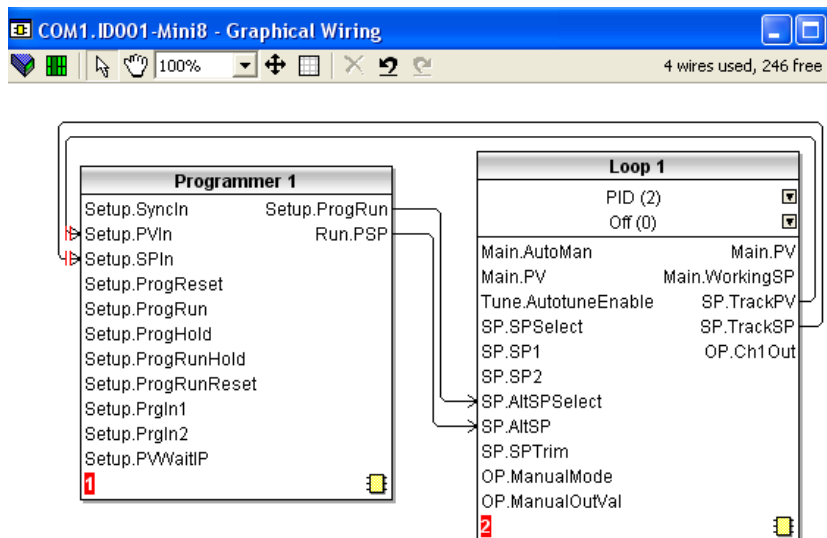 COM1.ID001-Mini8 - Graphical Wiring
100% 4 wires used, 246 free
Programmer 1
Setup.SyncIn Setup.ProgRun
Setup.PVIn Run.PSP
Setup.SPIn
Setup.ProgReset
Setup.ProgRun
Setup.ProgHold
Setup.ProgRunHold
Setup.ProgRunReset
Setup.PrgIn1
Setup.PrgIn2
Setup.PVWaitIP
1
Loop 1
PID (2)
Off (0)
Main.AutoMan Main.PV
Main.PV Main.WorkingSP
Tune.AutotuneEnable SP.TrackPV
SP.SPSelect SP.TrackSP
SP.SP1 OP.Ch1Out
SP.SP2
SP.AltSPSelect
SP.AltSP
SP.SPTrim
OP.ManualMode
OP.ManualOutVal
2